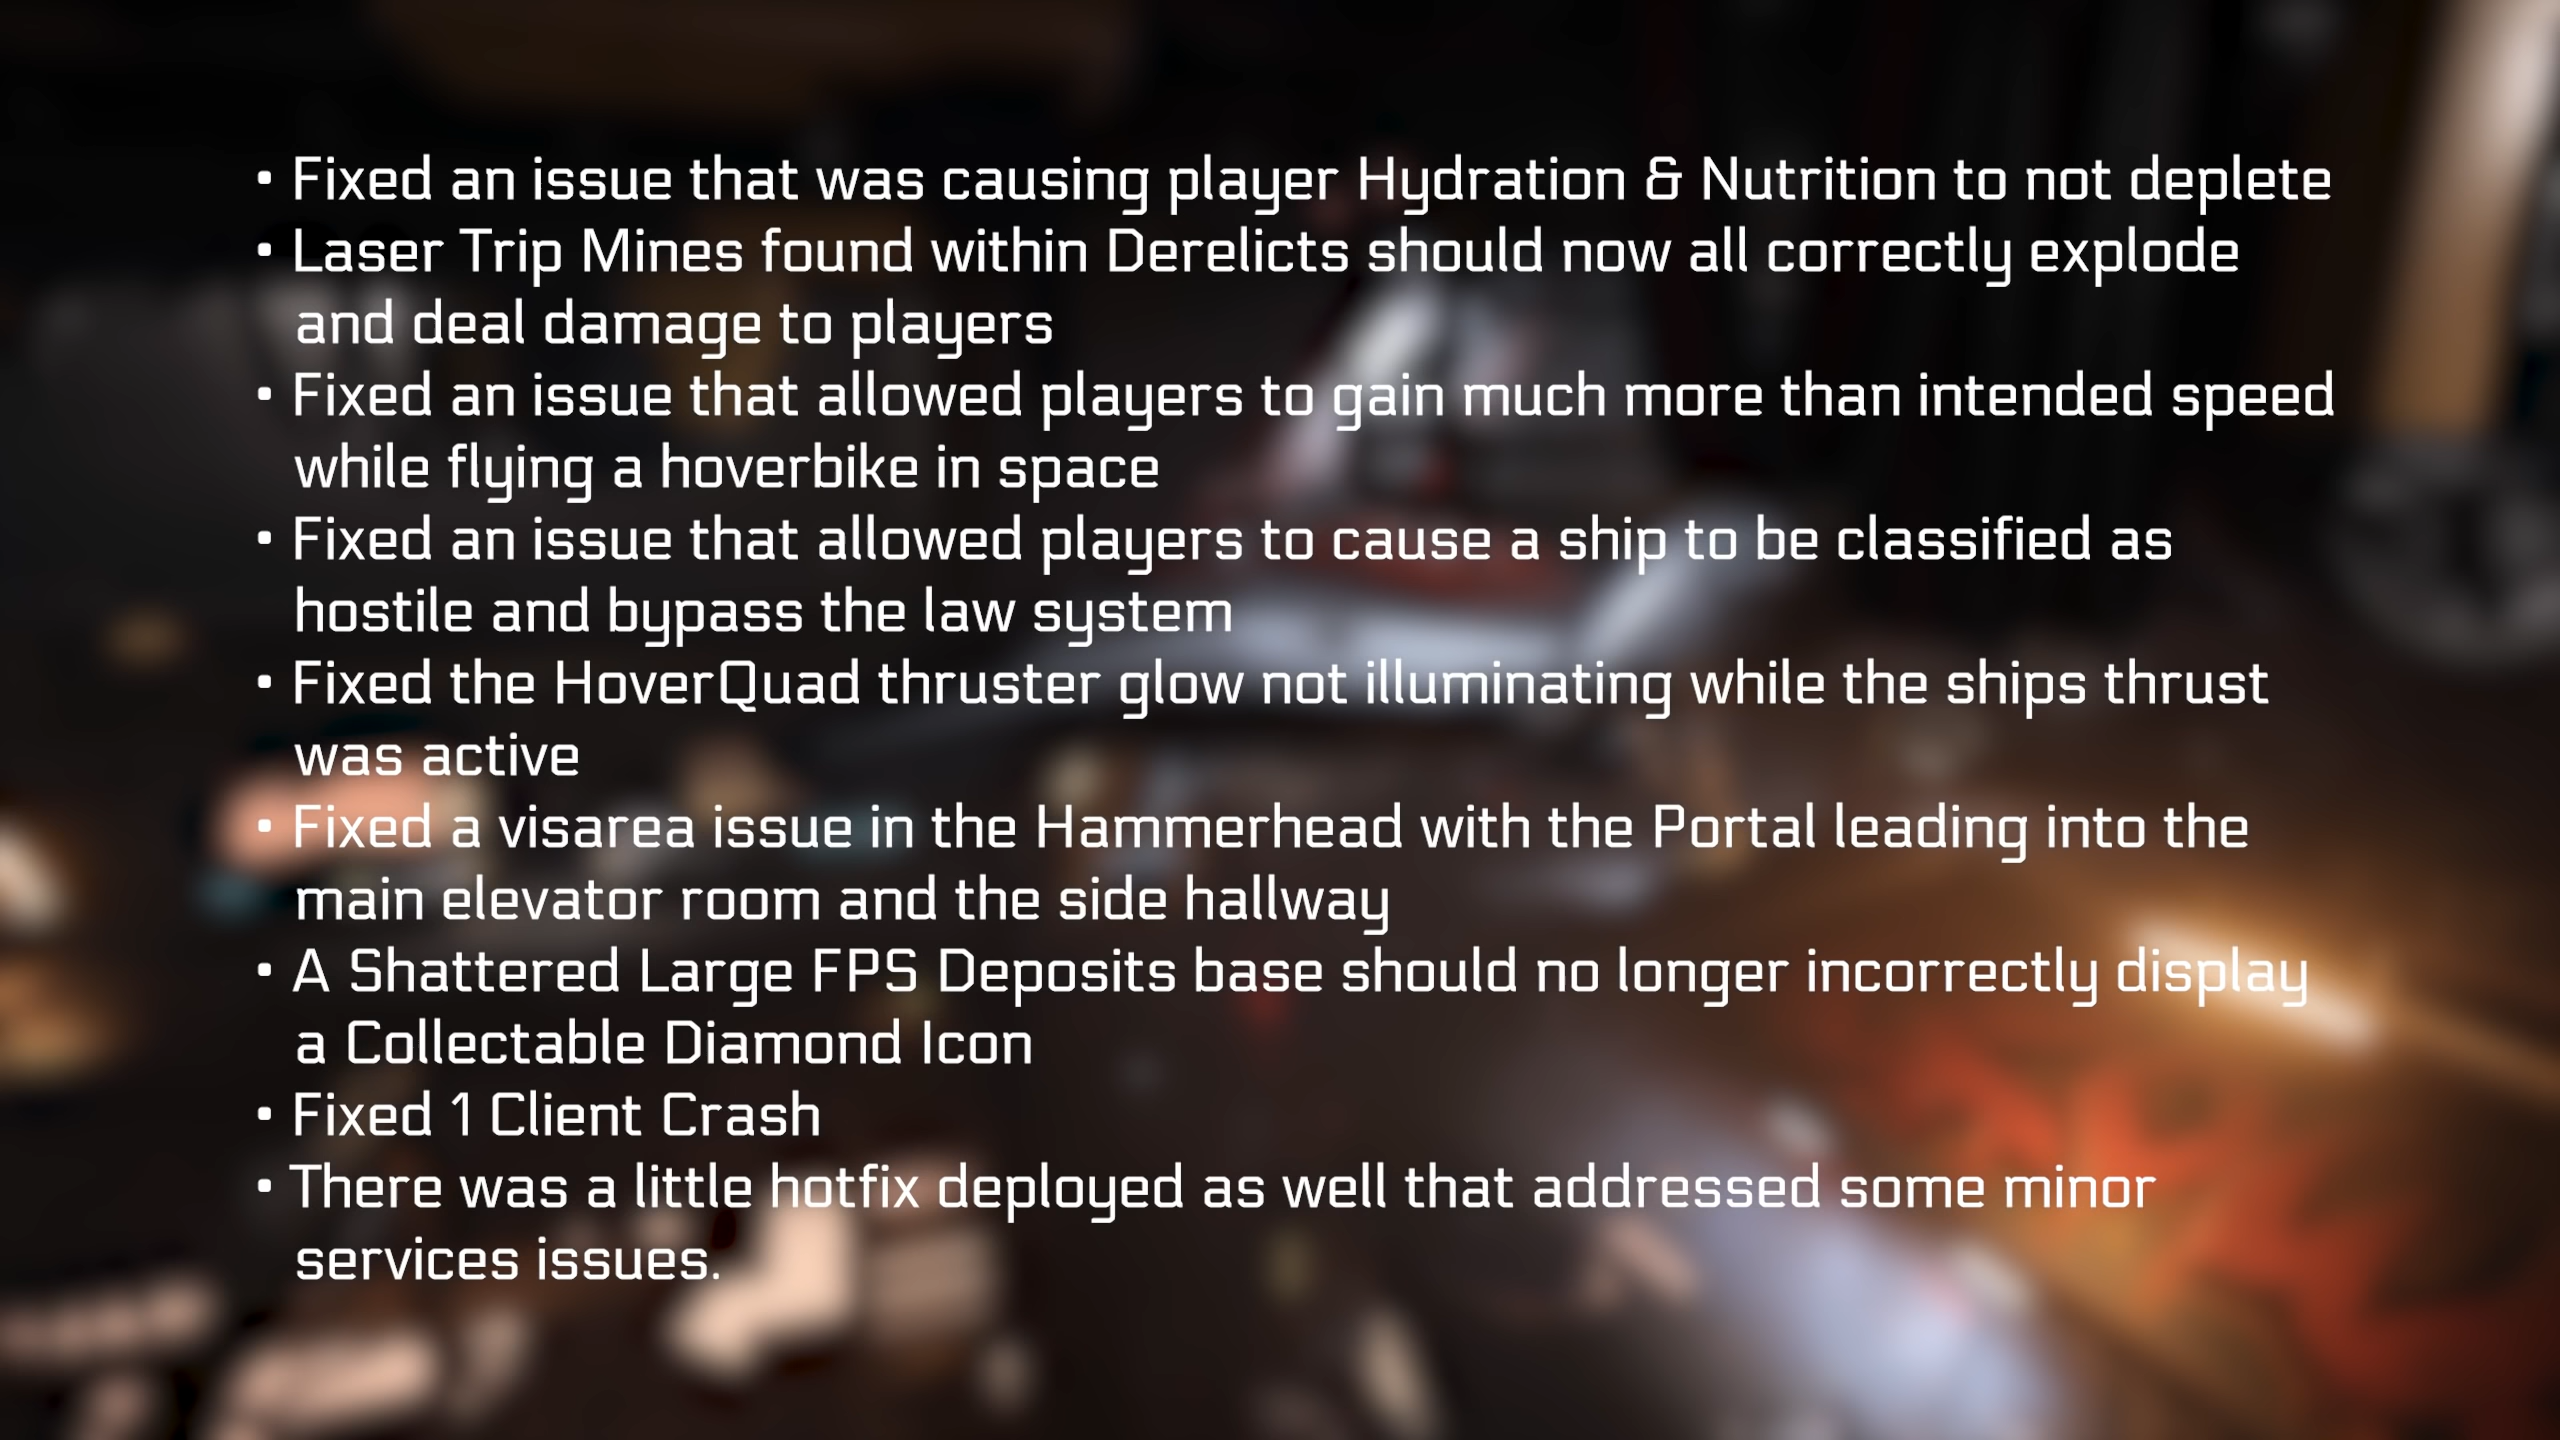 • Fixed an issue that was causing player Hydration & Nutrition to not deplete
• Laser Trip Mines found within Derelicts should now all correctly explode
and deal damage to players
• Fixed an issue that allowed players to gain much more than intended speed
while flying a hoverbike in space
• Fixed an issue that allowed players to cause a ship to be classified as
hostile and bypass the law system
• Fixed the HoverQuad thruster glow not illuminating while the ships thrust
was active
• Fixed a visarea issue in the Hammerhead with the Portal leading into the
main elevator room and the side hallway
• A Shattered Large FPS Deposits base should no longer incorrectly display
a Collectable Diamond Icon
• Fixed 1 Client Crash
• There was a little hotfix deployed as well that addressed some minor
services issues.